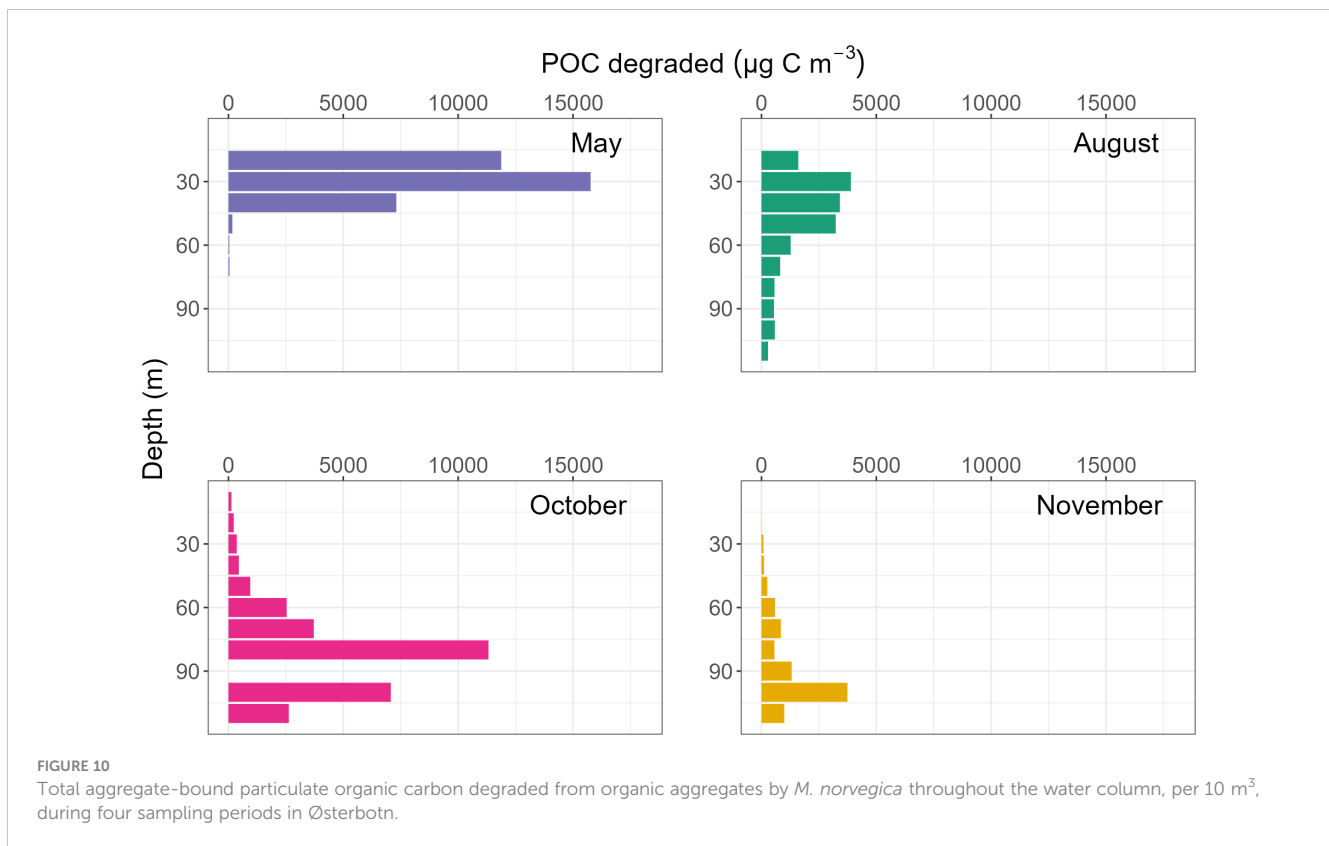 POC degraded (µg C m⁻³)
0 5000 10000 15000
0 5000 10000 15000
May
August
30
60
90
30
60
90
Depth (m)
0 5000 10000 15000
0 5000 10000 15000
October
November
30
60
90
30
60
90
FIGURE 10
Total aggregate-bound particulate organic carbon degraded from organic aggregates by M. norvegica throughout the water column, per 10 m³,
during four sampling periods in Østerbotn.